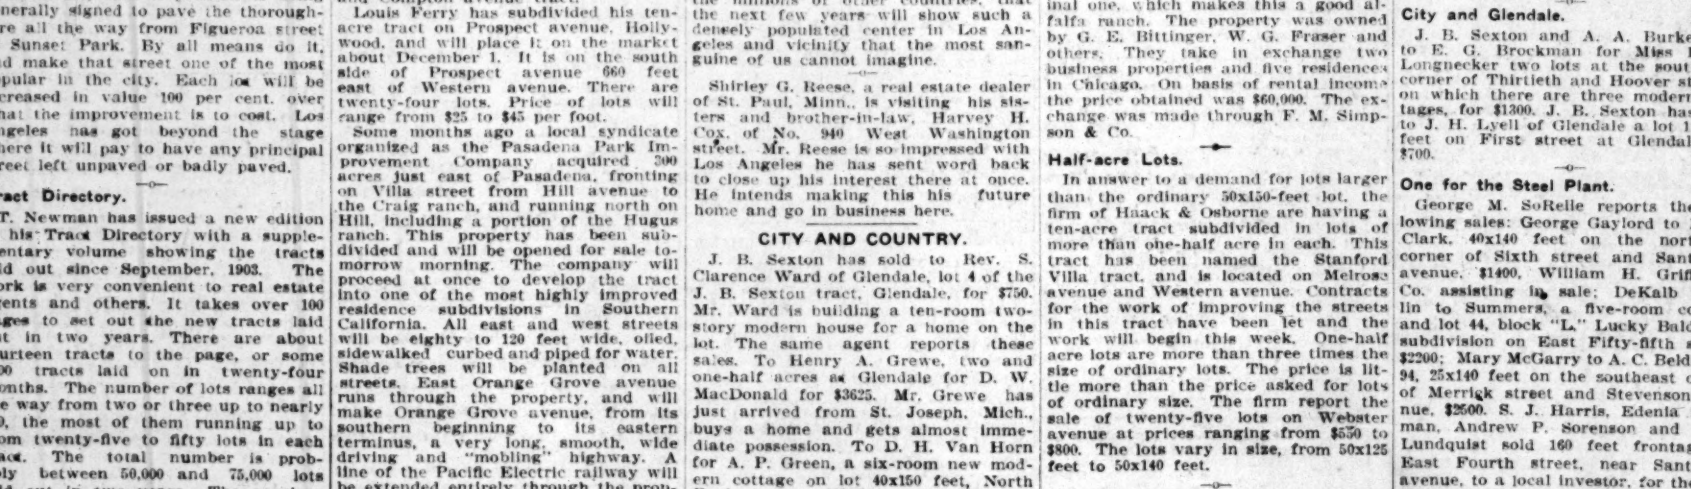 nerally signed to pave the thorough-
re all the way from Figueroa street
Sunset Park. By all means do it,
d make that street one of the most
pular in the city. Each lot will be
creased in value 100 per cent. over
hat the improvement is to cost. Los
ngeles has got beyond the stage
here it will pay to have any principal
reet left unpaved or badly paved.
ract Directory.
T. Newman has issued a new edition
his Tract Directory with a supple-
entary volume showing the tracts
d out since September, 1903. The
ork is very convenient to real estate
ents and others. It takes over 100
ges to set out the new tracts laid
t in two years. There are about
urteen tracts to the page, or some
00 tracts laid on in twenty-four
onths. The number of lots ranges all
e way from two or three up to nearly
0, the most of them running up to
om twenty-five to fifty lots in each
act. The total number is prob-
ly between 50,000 and 75,000 lots
Louis Ferry has subdivided his ten-
acre tract on Prospect avenue, Holly-
wood, and will place it on the market
about December 1. It is on the south
side of Prospect avenue 660 feet
east of Western avenue. There are
twenty-four lots. Price of lots will
range from $25 to $45 per foot.
Some months ago a local syndicate
organized as the Pasadena Park Im-
provement Company acquired 300
acres just east of Pasadena, fronting
on Villa street from Hill avenue to
the Craig ranch, and running north on
Hill, including a portion of the Hugus
ranch. This property has been sub-
divided and will be opened for sale to-
morrow morning. The company will
proceed at once to develop the tract
into one of the most highly improved
residence subdivisions in Southern
California. All east and west streets
will be eighty to 120 feet wide, oiled,
sidewalked curbed and piped for water.
Shade trees will be planted on all
streets. East Orange Grove avenue
runs through the property, and will
make Orange Grove avenue, from its
southern beginning to its eastern
terminus, a very long, smooth, wide
driving and "mobling" highway. A
line of the Pacific Electric railway will
be extended entirely through the prop-
the next few years will show such a
densely populated center in Los An-
geles and vicinity that the most san-
guine of us cannot imagine.
Shirley G. Reese, a real estate dealer
of St. Paul, Minn., is visiting his sis-
ters and brother-in-law, Harvey H.
Cox, of No. 940 West Washington
street. Mr. Reese is so impressed with
Los Angeles he has sent word back
to close up his interest there at once.
He intends making this his future
home and go in business here.
CITY AND COUNTRY.
J. B. Sexton has sold to Rev. S.
Clarence Ward of Glendale, lot 4 of the
J. B. Sexton tract, Glendale, for $750.
Mr. Ward is building a ten-room two-
story modern house for a home on the
lot. The same agent reports these
sales. To Henry A. Grewe, two and
one-half acres at Glendale for D. W.
MacDonald for $3625. Mr. Grewe has
just arrived from St. Joseph, Mich.,
buys a home and gets almost imme-
diate possession. To D. H. Van Horn
for A. P. Green, a six-room new mod-
ern cottage on lot 40x150 feet, North
inal one, which makes this a good al-
falfa ranch. The property was owned
by G. E. Bittinger, W. G. Fraser and
others. They take in exchange two
business properties and five residences
in Chicago. On basis of rental income
the price obtained was $60,000. The ex-
change was made through F. M. Simp-
son & Co.
Half-acre Lots.
In answer to a demand for lots larger
than the ordinary 50x150-feet lot, the
firm of Haack & Osborne are having a
ten-acre tract subdivided in lots of
more than one-half acre in each. This
tract has been named the Stanford
Villa tract, and is located on Melrose
avenue and Western avenue. Contracts
for the work of improving the streets
in this tract have been let and the
work will begin this week. One-half
acre lots are more than three times the
size of ordinary lots. The price is lit-
tle more than the price asked for lots
of ordinary size. The firm report the
sale of twenty-five lots on Webster
avenue at prices ranging from $550 to
$800. The lots vary in size, from 50x125
feet to 50x140 feet.
City and Glendale.
J. B. Sexton and A. A. Burke
to E. G. Brockman for Miss
Longnecker two lots at the sout
corner of Thirtieth and Hoover st
on which there are three modern
tages, for $1300. J. B. Sexton has
to J. H. Lyell of Glendale a lot
feet on First street at Glendal
$700.
One for the Steel Plant.
George M. SoRelle reports the
lowing sales: George Gaylord to
Clark, 40x140 feet on the nort
corner of Sixth street and Sant
avenue, $1400, William H. Grif
Co. assisting in sale; DeKalb
lin to Summers, a five-room co
and lot 44, block "L," Lucky Bald
subdivision on East Fifty-fifth s
$2200; Mary McGarry to A. C. Beld
94, 25x140 feet on the southeast c
of Merrick street and Stevenson
nue, $2500. S. J. Harris, Edenia
man, Andrew P. Sorenson and
Lundquist sold 160 feet frontag
East Fourth street, near Sant
avenue, to a local investor, for the